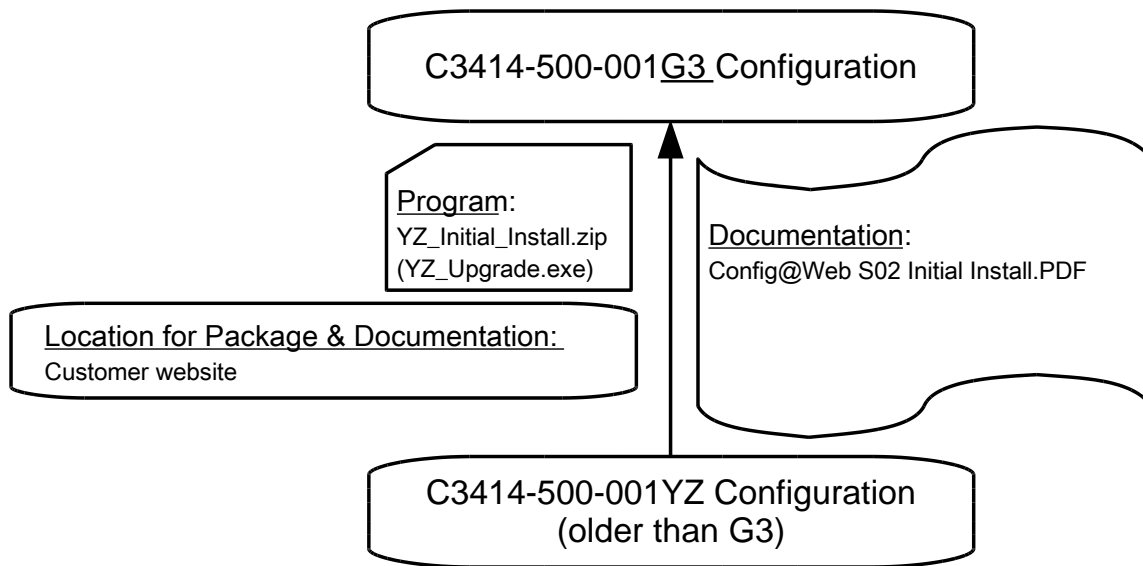 C3414-500-001G3 Configuration
Program:
YZ_Initial_Install.zip
(YZ_Upgrade.exe)
Documentation:
Config@Web S02 Initial Install.PDF
Location for Package & Documentation:
Customer website
C3414-500-001YZ Configuration
(older than G3)